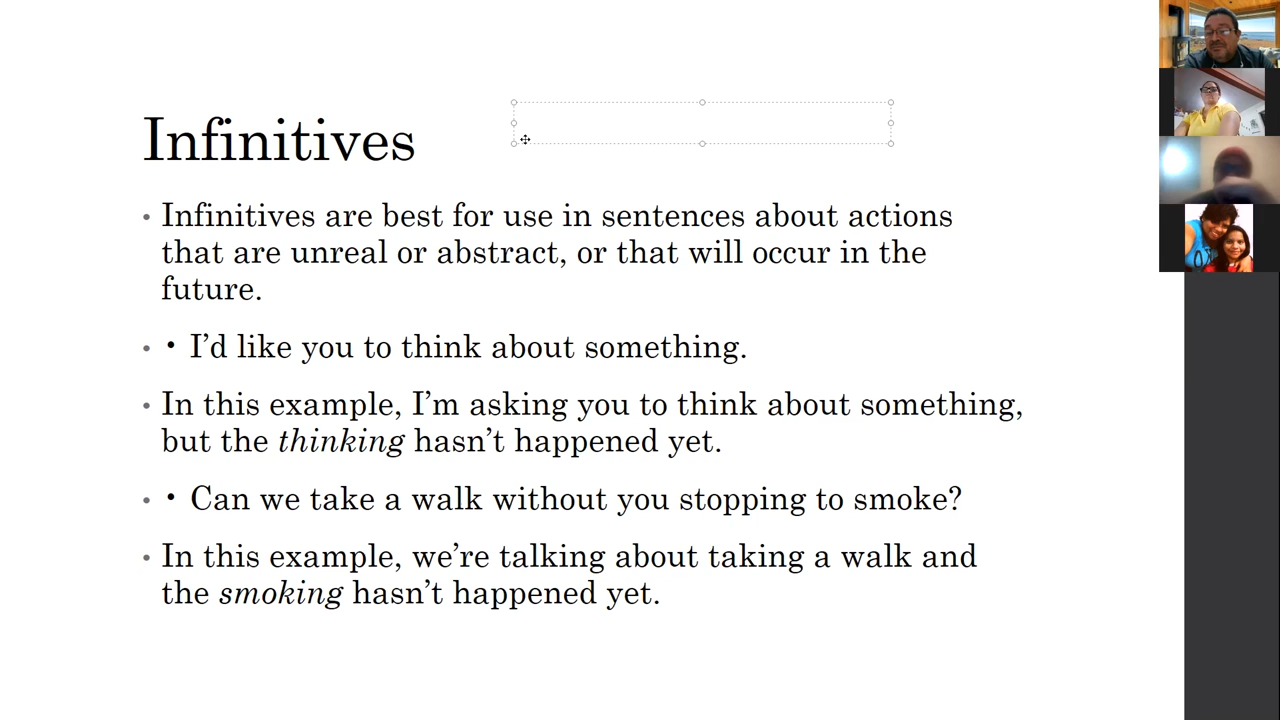 Infinitives
• Infinitives are best for use in sentences about actions
that are unreal or abstract, or that will occur in the
future.
• • I’d like you to think about something.
• In this example, I’m asking you to think about something,
but the thinking hasn’t happened yet.
• • Can we take a walk without you stopping to smoke?
• In this example, we’re talking about taking a walk and
the smoking hasn’t happened yet.